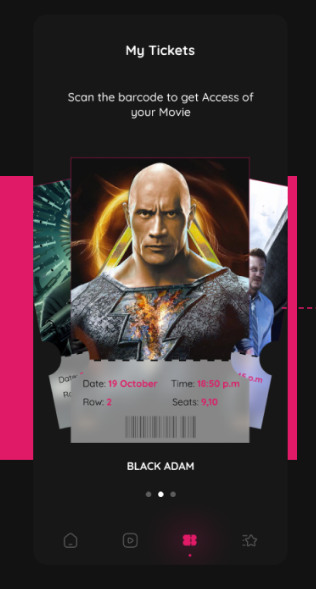 My Tickets
Scan the barcode to get Access of
your Movie
Date: 19 October Time: 18:50 p.m
Row: 2 Seats: 9,10
BLACK ADAM